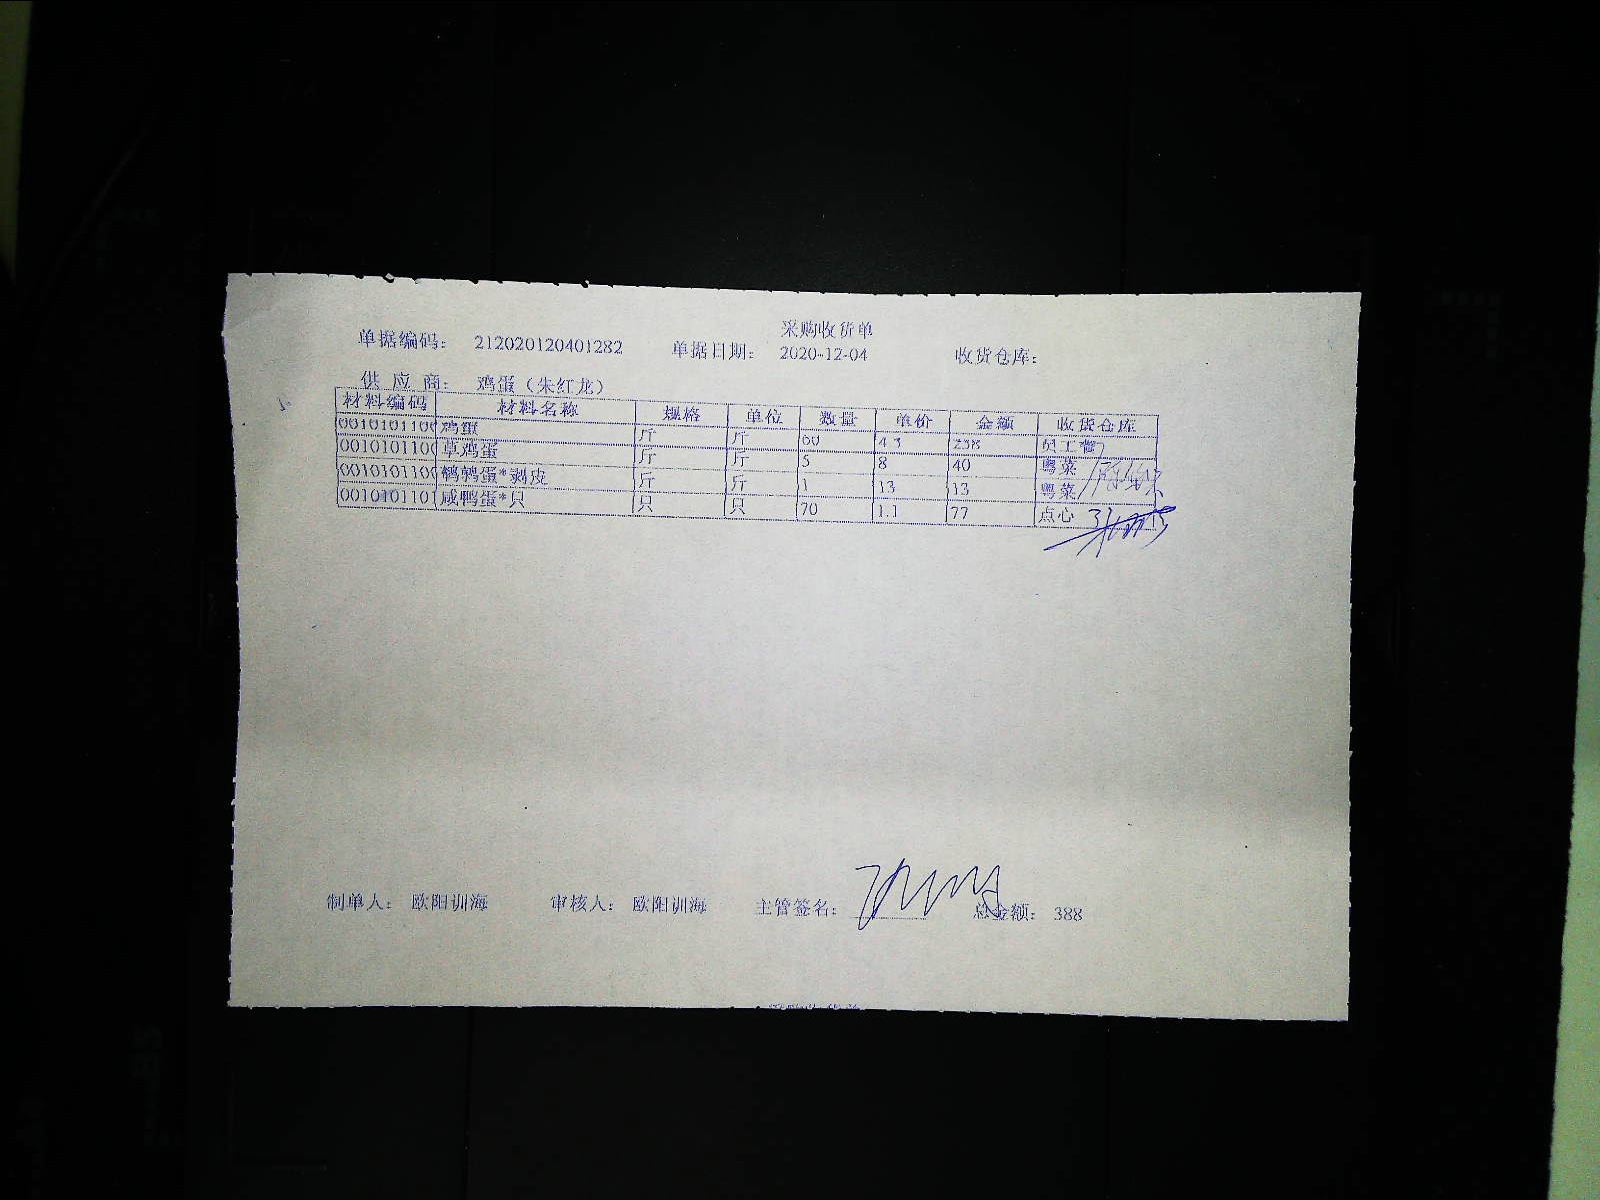 采购收货单
单据编码： 212020120401282 单据日期： 2020-12-04 收货仓库：
供 应 商： 鸡蛋（朱红龙）
材料编码 材料名称 规格 单位 数量 单价 金额 收货仓库
0010101100 鸡蛋 斤 斤 60 4.3 258 员工餐
0010101100 草鸡蛋 斤 斤 5 8 40 粤菜
0010101100 鹌鹑蛋*剥皮 斤 斤 1 13 13 粤菜
0010101101 咸鸭蛋*只 只 只 70 1.1 77 点心
制单人： 欧阳训海 审核人： 欧阳训海 主管签名： 总金额： 388